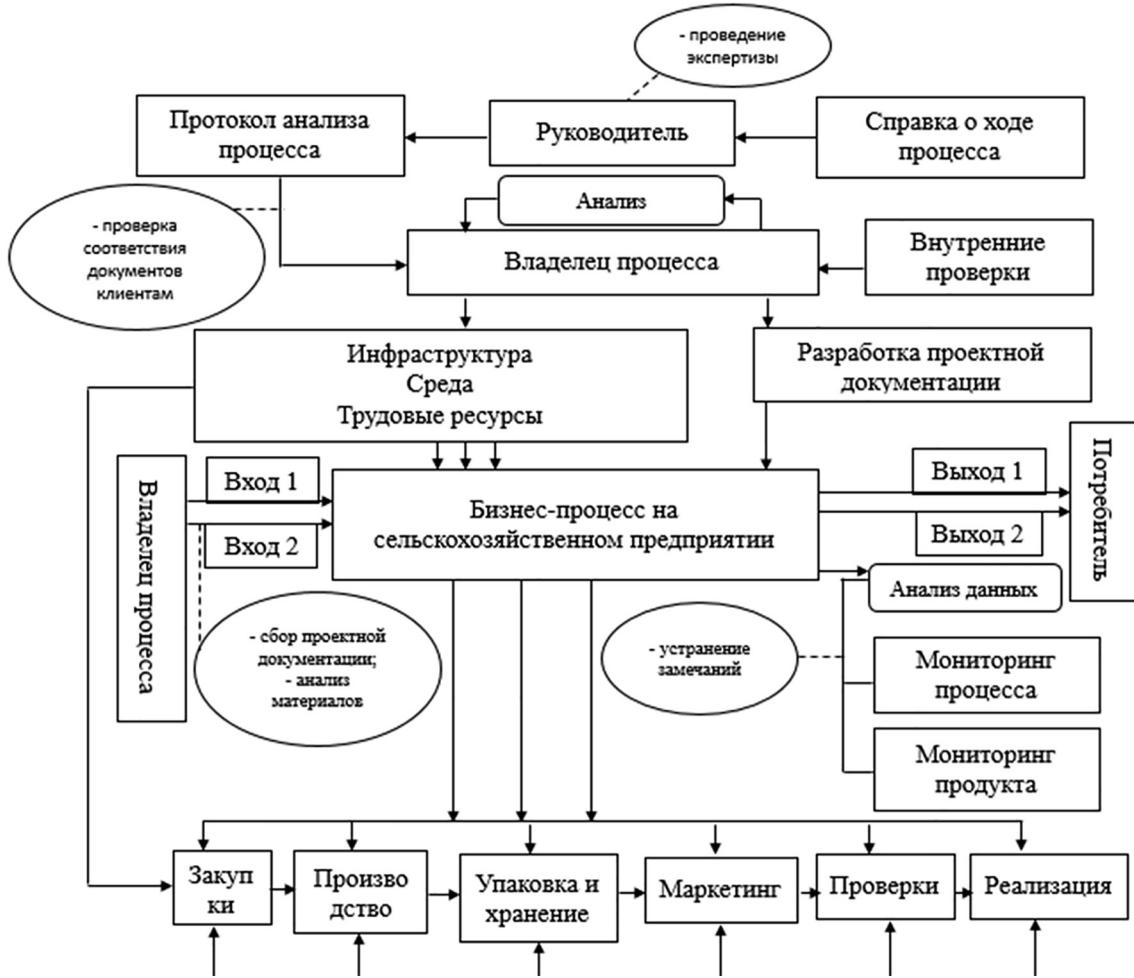 - проведение
экспертизы
Протокол анализа
процесса
Руководитель
Справка о ходе
процесса
Анализ
- проверка
соответствия
документов
клиентам
Владелец процесса
Внутренние
проверки
Инфраструктура
Среда
Трудовые ресурсы
Разработка проектной
документации
Владелец процесса
Вход 1
Вход 2
Бизнес-процесс на
сельскохозяйственном предприятии
Выход 1
Выход 2
Потребитель
Анализ данных
- сбор проектной
документации;
- анализ
материалов
- устранение
замечаний
Мониторинг
процесса
Мониторинг
продукта
Закуп
ки
Произво
дство
Упаковка и
хранение
Маркетинг
Проверки
Реализация